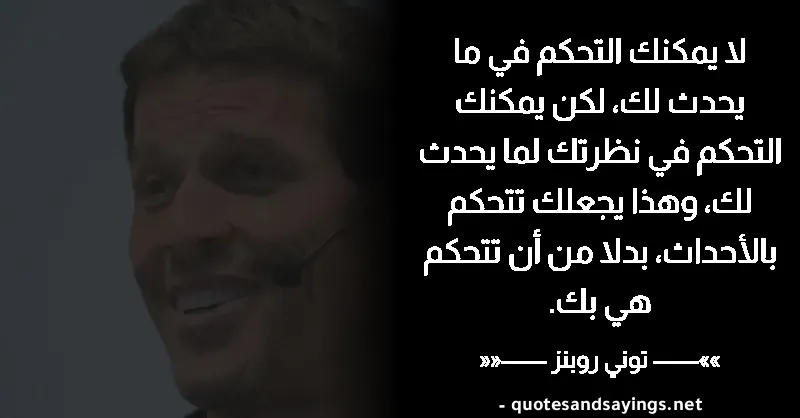 لا يمكنك التحكم في ما
يحدث لك، لكن يمكنك
التحكم في نظرتك لما يحدث
لك، وهذا يجعلك تتحكم
بالأحداث، بدلا من أن تتحكم
هي بك.
»»—— توني روبنز ——««
- quotesandsayings.net